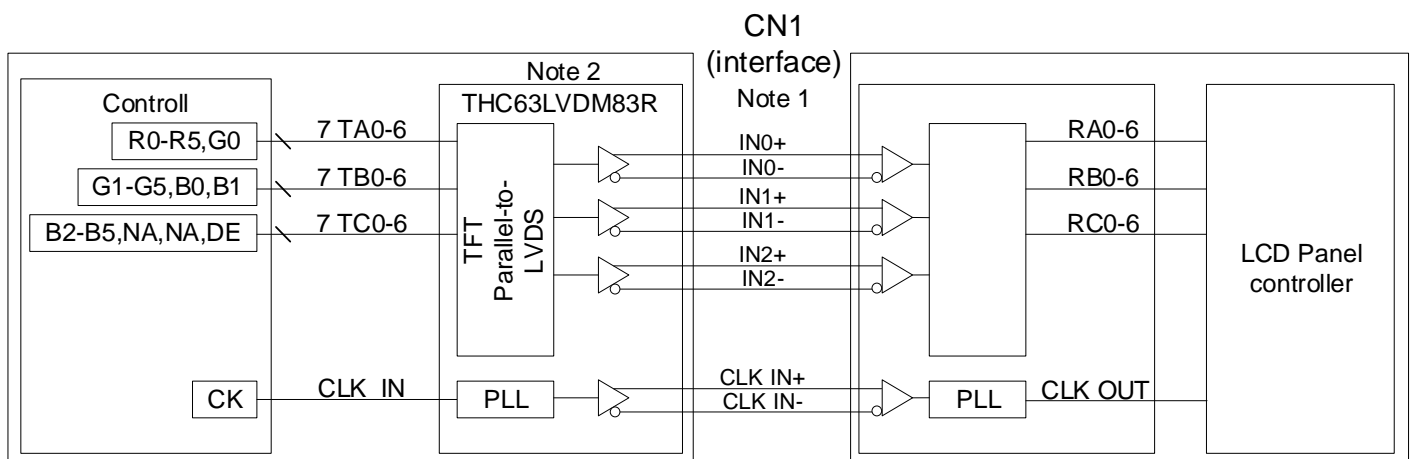 CN1
(interface)
Note 1
Note 2
THC63LVDM83R
Controll
R0-R5,G0
7 TA0-6
G1-G5,B0,B1
7 TB0-6
B2-B5,NA,NA,DE
7 TC0-6
TFT
Parallel-to-
LVDS
IN0+
IN0-
IN1+
IN1-
IN2+
IN2-
RA0-6
RB0-6
RC0-6
LCD Panel
controller
CK
CLK IN
PLL
CLK IN+
CLK IN-
PLL
CLK OUT